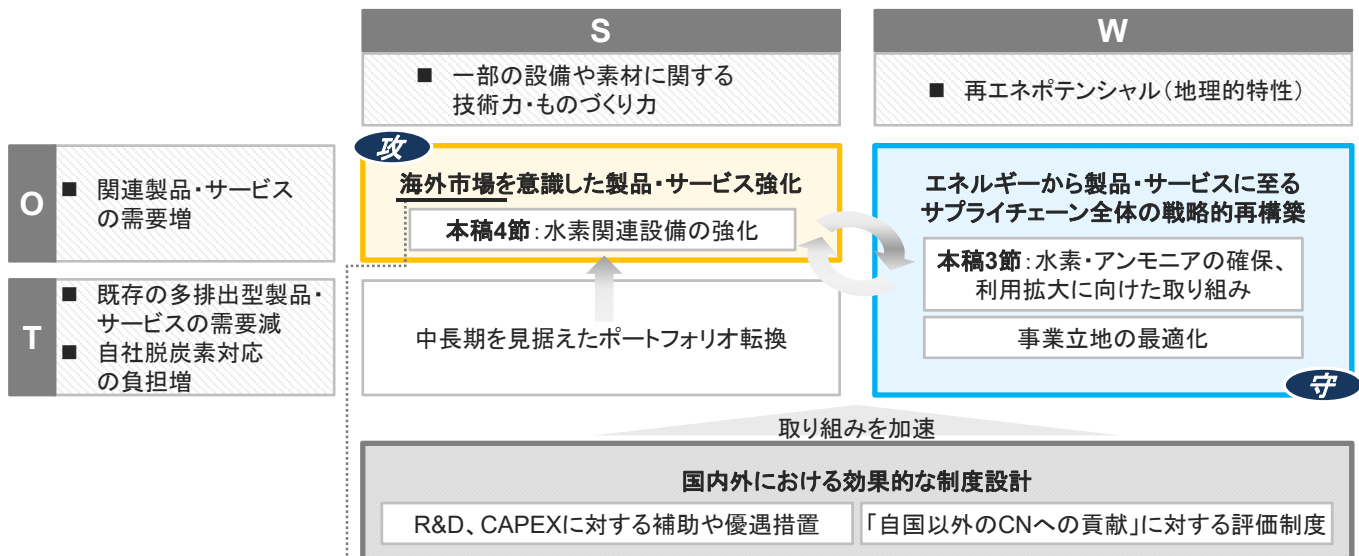 S
W
■ 一部の設備や素材に関する
技術力・ものづくり力
■ 再エネポテンシャル（地理的特性）
O
■ 関連製品・サービス
の需要増
攻
海外市場を意識した製品・サービス強化
本稿4節：水素関連設備の強化
エネルギーから製品・サービスに至る
サプライチェーン全体の戦略的再構築
本稿3節：水素・アンモニアの確保、
利用拡大に向けた取り組み
事業立地の最適化
守
T
■ 既存の多排出型製品・
サービスの需要減
■ 自社脱炭素対応
の負担増
中長期を見据えたポートフォリオ転換
取り組みを加速
国内外における効果的な制度設計
R&D、CAPEXに対する補助や優遇措置
「自国以外のCNへの貢献」に対する評価制度